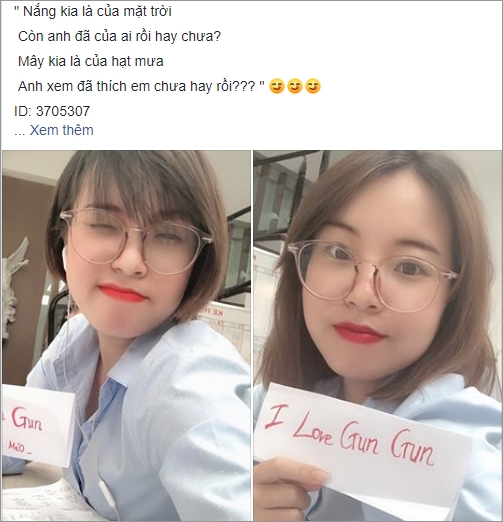 " Nắng kia là của mặt trời
Còn anh đã của ai rồi hay chưa?
Mây kia là của hạt mưa
Anh xem đã thích em chưa hay rồi??? " 😋😋😋
ID: 3705307
... Xem thêm
Gun
MaiD_
I Love Gun Gun